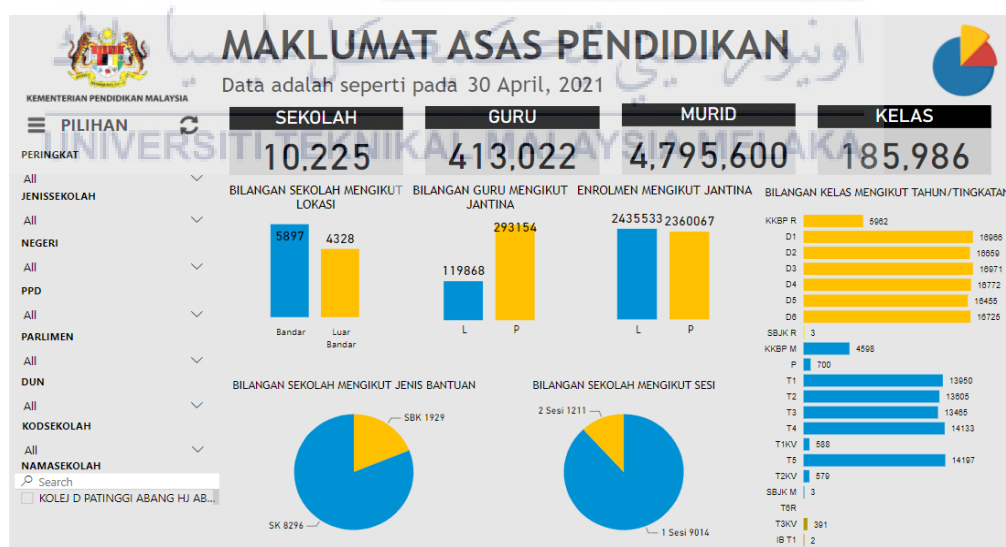 اونيورسيتي تيكنيكل مليسيا ملاك
UNIVERSITI TEKNIKAL MALAYSIA MELAKA
KEMENTERIAN PENDIDIKAN MALAYSIA
MAKLUMAT ASAS PENDIDIKAN
Data adalah seperti pada 30 April, 2021
PILIHAN
PERINGKAT
All
JENISSEKOLAH
All
NEGERI
All
PPD
All
PARLIMEN
All
DUN
All
KODSEKOLAH
All
NAMASEKOLAH
Search
KOLEJ D PATINGGI ABANG HJ AB...
SEKOLAH
10,225
GURU
413,022
MURID
4,795,600
KELAS
185,986
BILANGAN SEKOLAH MENGIKUT
LOKASI
5897
4328
Bandar
Luar
Bandar
BILANGAN GURU MENGIKUT
JANTINA
119868
293154
L
P
ENROLMEN MENGIKUT JANTINA
2435533
2360067
L
P
BILANGAN SEKOLAH MENGIKUT JENIS BANTUAN
SBK 1929
SK 8296
BILANGAN SEKOLAH MENGIKUT SESI
2 Sesi 1211
1 Sesi 9014
BILANGAN KELAS MENGIKUT TAHUN/TINGKATAN
KKBP R 5962
D1 16966
D2 16659
D3 16971
D4 16772
D5 16455
D6 16725
SBJK R 3
KKBP M 4598
P 700
T1 13950
T2 13605
T3 13465
T4 14133
T1KV 588
T5 14197
T2KV 579
SBJK M 3
T6R
T3KV 391
IB T1 2